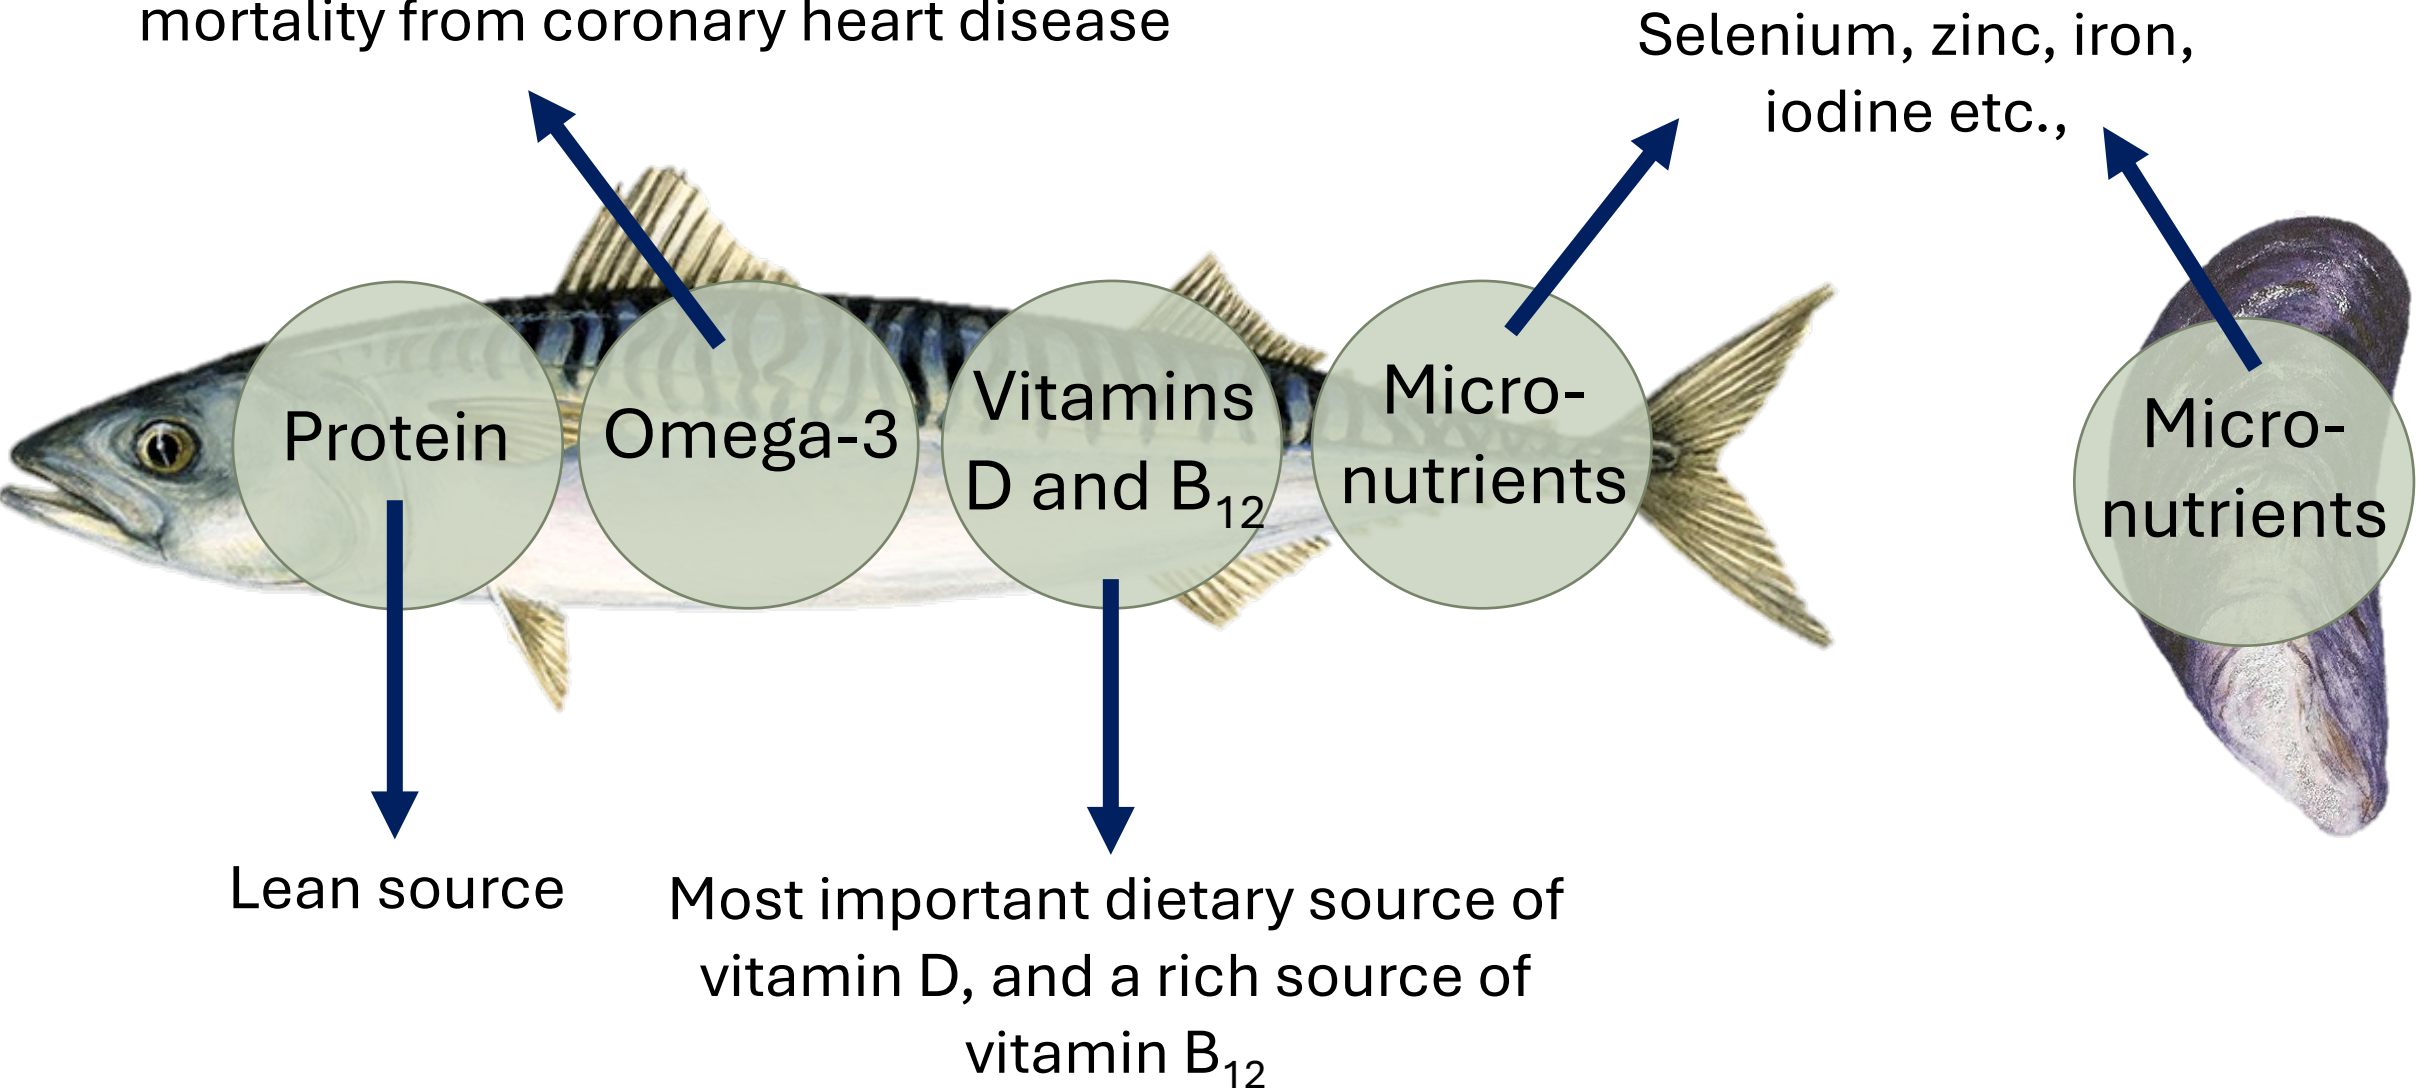 mortality from coronary heart disease
Selenium, zinc, iron,
iodine etc.,
Protein
Omega-3
Vitamins
D and B₁₂
Micro-
nutrients
Micro-
nutrients
Lean source
Most important dietary source of
vitamin D, and a rich source of
vitamin B₁₂